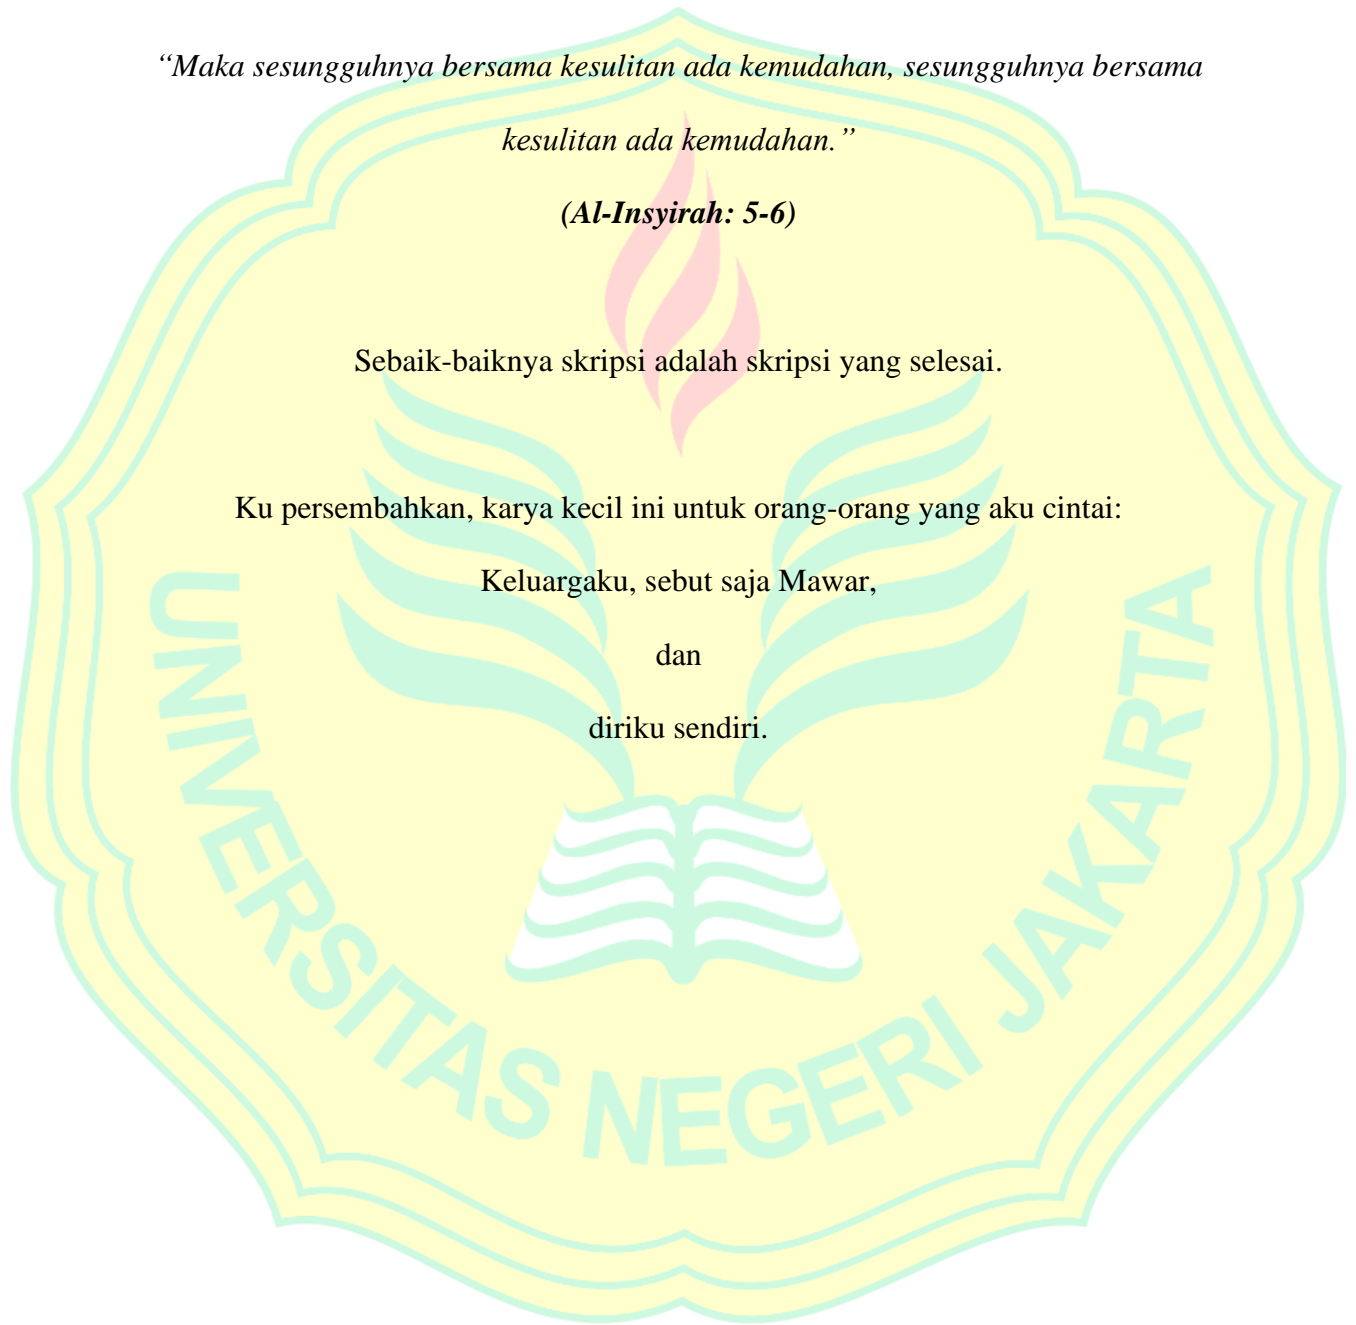 “Maka sesungguhnya bersama kesulitan ada kemudahan, sesungguhnya bersama
kesulitan ada kemudahan.”
(Al-Insyirah: 5-6)
Sebaik-baiknya skripsi adalah skripsi yang selesai.
Ku persembahkan, karya kecil ini untuk orang-orang yang aku cintai:
Keluargaku, sebut saja Mawar,
dan
diriku sendiri.
UNIVERSITAS NEGERI JAKARTA